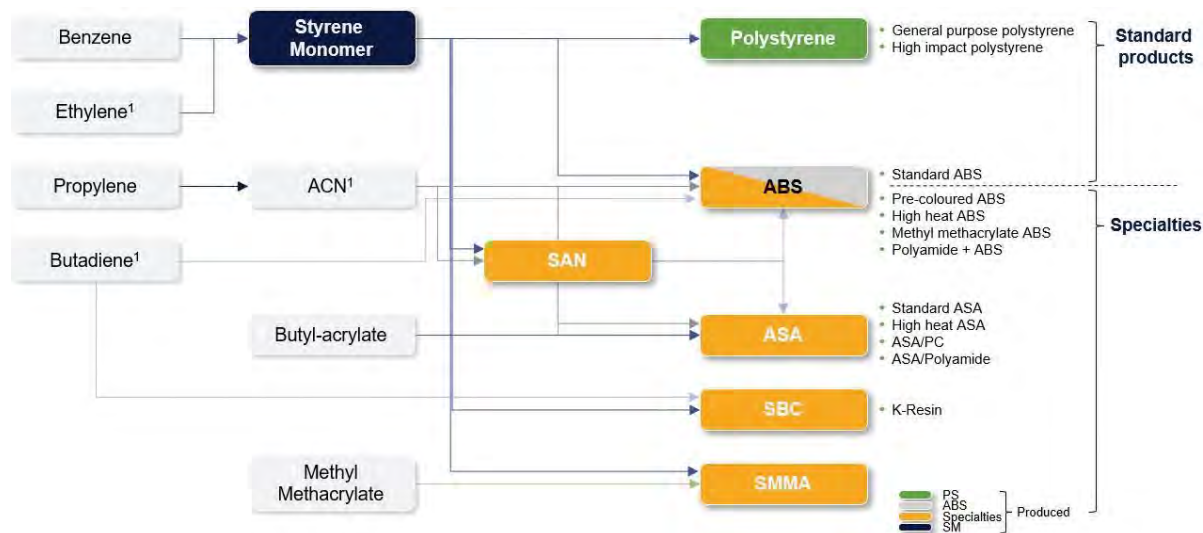 Benzene
Ethylene¹
Propylene
Butadiene¹
Styrene
Monomer
ACN¹
Butyl-acrylate
Methyl
Methacrylate
SAN
Polystyrene
• General purpose polystyrene
• High impact polystyrene
ABS
• Standard ABS
• Pre-coloured ABS
• High heat ABS
• Methyl methacrylate ABS
• Polyamide + ABS
ASA
• Standard ASA
• High heat ASA
• ASA/PC
• ASA/Polyamide
SBC
• K-Resin
SMMA
Standard
products
Specialties
PS
ABS
Specialties
SM
Produced